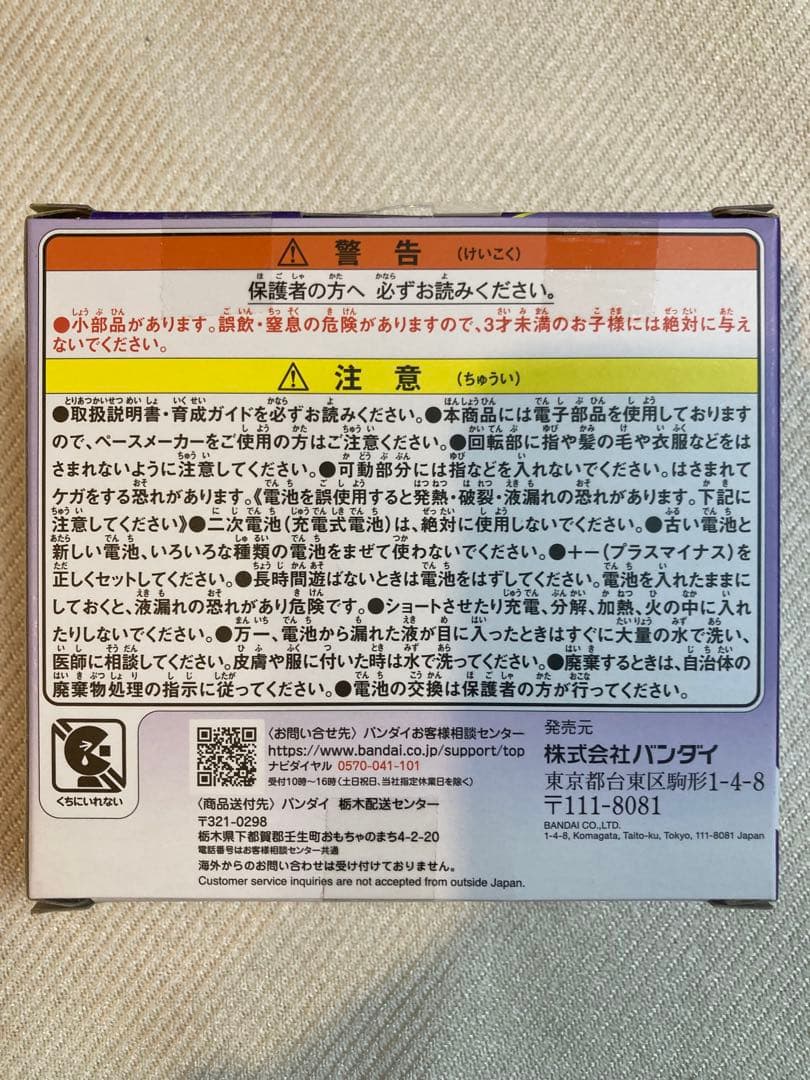 警告 (けいこく)
保護者の方へ 必ずお読みください。
●小部品があります。誤飲・窒息の危険がありますので、3才未満のお子様には絶対に与え
ないでください。
注意 (ちゅうい)
●取扱説明書・育成ガイドを必ずお読みください。●本商品には電子部品を使用しております
ので、ペースメーカーをご使用の方はご注意ください。●回転部に指や髪の毛や衣服などをは
さまれないように注意してください。●可動部分には指などを入れないでください。はさまれて
ケガをする恐れがあります。《電池を誤使用すると発熱・破裂・液漏れの恐れがあります。下記に
注意してください》●二次電池(充電式電池)は、絶対に使用しないでください。●古い電池と
新しい電池、いろいろな種類の電池をまぜて使わないでください。●+−(プラスマイナス)を
正しくセットしてください。●長時間遊ばないときは電池をはずしてください。電池を入れたままに
しておくと、液漏れの恐れがあり危険です。●ショートさせたり充電、分解、加熱、火の中に入れ
たりしないでください。●万一、電池から漏れた液が目に入ったときはすぐに大量の水で洗い、
医師に相談してください。皮膚や服に付いた時は水で洗ってください。●廃棄するときは、自治体の
廃棄物処理の指示に従ってください。●電池の交換は保護者の方が行ってください。
くちにいれない
〈お問い合せ先〉バンダイお客様相談センター
https://www.bandai.co.jp/support/top
ナビダイヤル 0570-041-101
受付10時〜16時(土日祝日、当社指定休業日を除く)
〈商品送付先〉バンダイ 栃木配送センター
〒321-0298
栃木県下都賀郡壬生町おもちゃのまち4-2-20
電話番号はお客様相談センター共通
海外からのお問い合わせは受け付けておりません。
Customer service inquiries are not accepted from outside Japan.
発売元
株式会社バンダイ
東京都台東区駒形1-4-8
〒111-8081
BANDAI CO.,LTD.
1-4-8, Komagata, Taito-ku, Tokyo, 111-8081 Japan